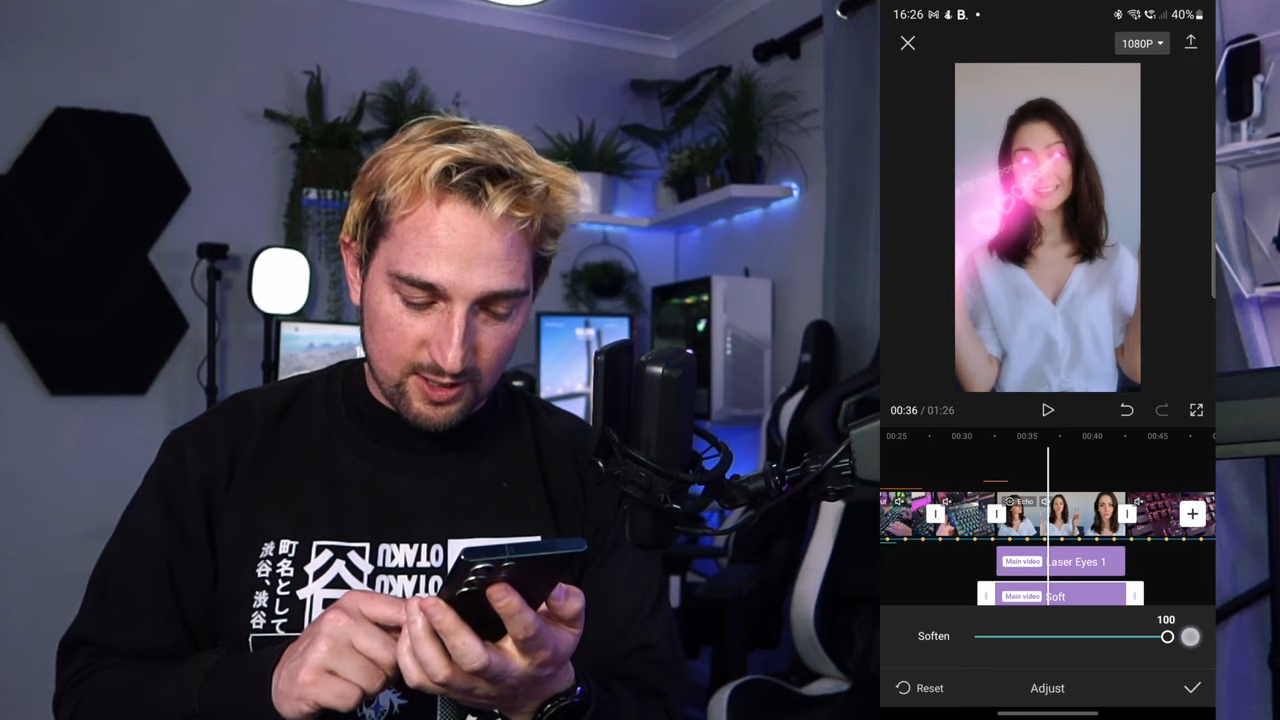 16:26
B.
40%
1080P
00:36 / 01:26
00:25
00:30
00:35
00:40
00:45
Echo
Main video
Laser Eyes 1
Main video
Soft
100
Soften
Reset
Adjust
町名として
渋谷、渋谷
谷
OTAKU
OTAKU